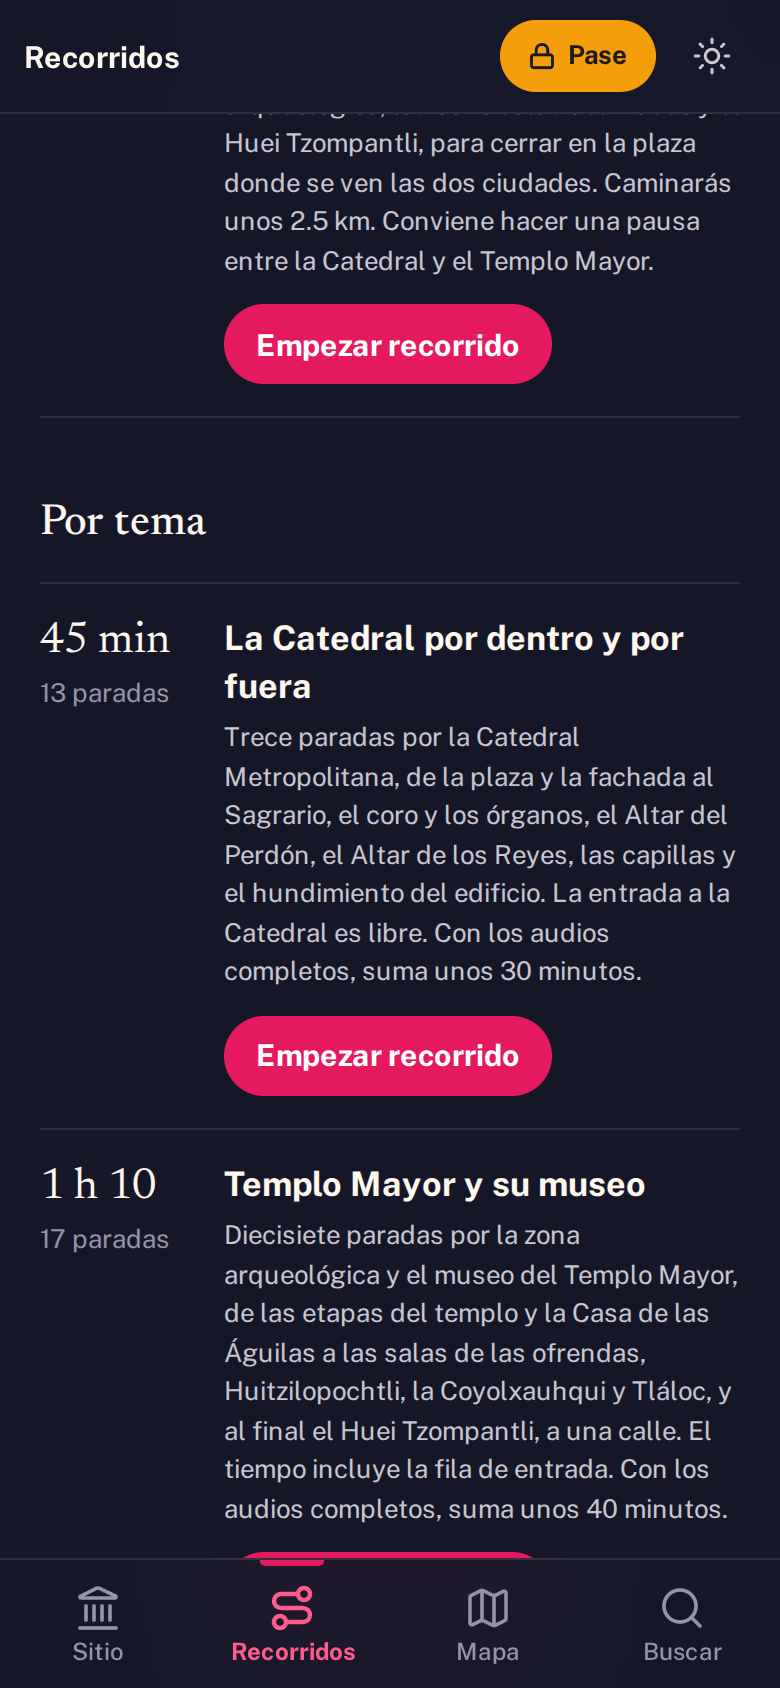 Recorridos
Pase
Huei Tzompantli, para cerrar en la plaza
donde se ven las dos ciudades. Caminarás
unos 2.5 km. Conviene hacer una pausa
entre la Catedral y el Templo Mayor.
Empezar recorrido
Por tema
45 min
13 paradas
La Catedral por dentro y por
fuera
Trece paradas por la Catedral
Metropolitana, de la plaza y la fachada al
Sagrario, el coro y los órganos, el Altar del
Perdón, el Altar de los Reyes, las capillas y
el hundimiento del edificio. La entrada a la
Catedral es libre. Con los audios
completos, suma unos 30 minutos.
Empezar recorrido
1 h 10
17 paradas
Templo Mayor y su museo
Diecisiete paradas por la zona
arqueológica y el museo del Templo Mayor,
de las etapas del templo y la Casa de las
Águilas a las salas de las ofrendas,
Huitzilopochtli, la Coyolxauhqui y Tláloc, y
al final el Huei Tzompantli, a una calle. El
tiempo incluye la fila de entrada. Con los
audios completos, suma unos 40 minutos.
Sitio
Recorridos
Mapa
Buscar